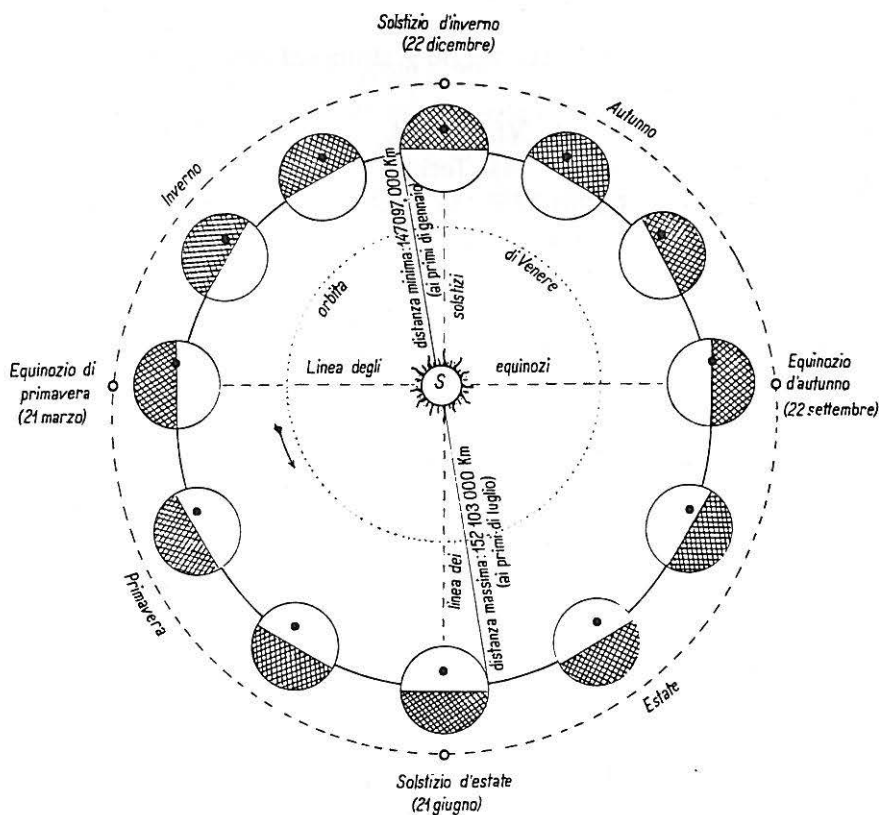 Solstizio d'inverno
(22 dicembre)
Autunno
Inverno
distanza minima: 147097,000 Km
(ai primi di gennaio)
solstizi
orbita
di Venere
Equinozio di
primavera
(21 marzo)
Linea degli
S
equinozi
Equinozio
d'autunno
(22 settembre)
linea dei
distanza massima: 152 103 000 Km
(ai primi di luglio)
Primavera
Estate
Solstizio d'estate
(21 giugno)